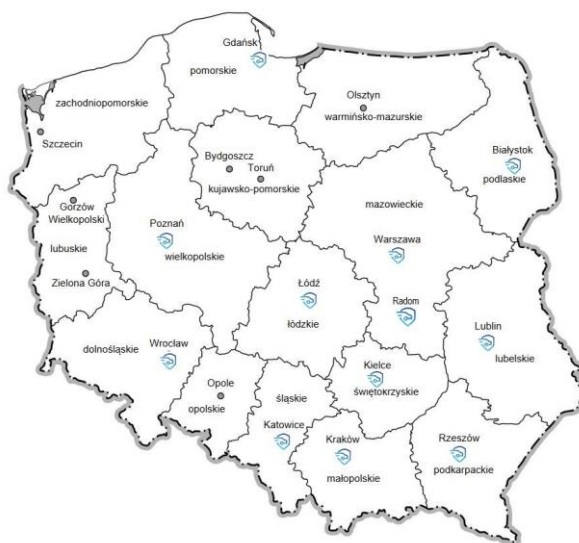 Gdańsk
pomorskie
zachodniopomorskie
Szczecin
Olsztyn
warmińsko-mazurskie
Bydgoszcz
Toruń
kujawsko-pomorskie
Białystok
podlaskie
Gorzów
Wielkopolski
lubuskie
Zielona Góra
Poznań
wielkopolskie
mazowieckie
Warszawa
Radom
Łódź
łódzkie
Lublin
lubelskie
dolnośląskie
Wrocław
Opole
opolskie
śląskie
Katowice
Kielce
świętokrzyskie
Kraków
małopolskie
Rzeszów
podkarpackie